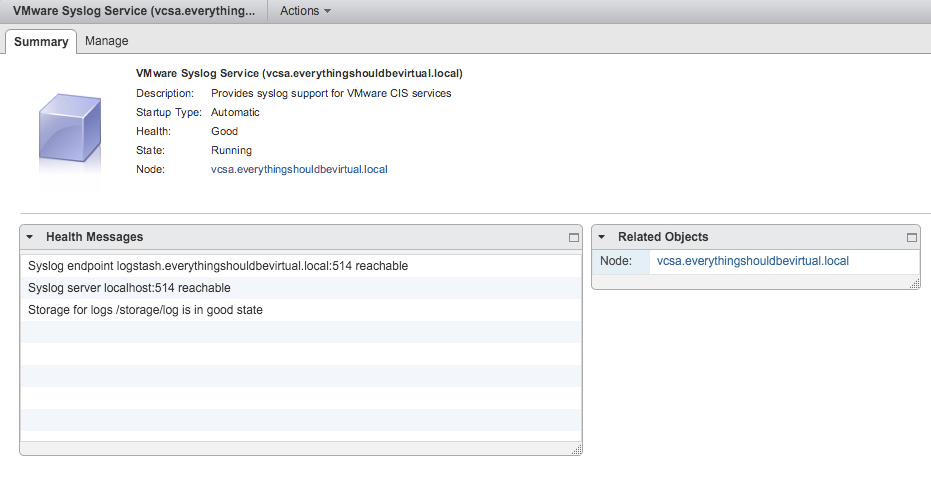 VMware Syslog Service (vcsa.everything... Actions
Summary Manage
VMware Syslog Service (vcsa.everythingshouldbevirtual.local)
Description: Provides syslog support for VMware CIS services
Startup Type: Automatic
Health: Good
State: Running
Node: vcsa.everythingshouldbevirtual.local
Health Messages
Syslog endpoint logstash.everythingshouldbevirtual.local:514 reachable
Syslog server localhost:514 reachable
Storage for logs /storage/log is in good state
Related Objects
Node: vcsa.everythingshouldbevirtual.local